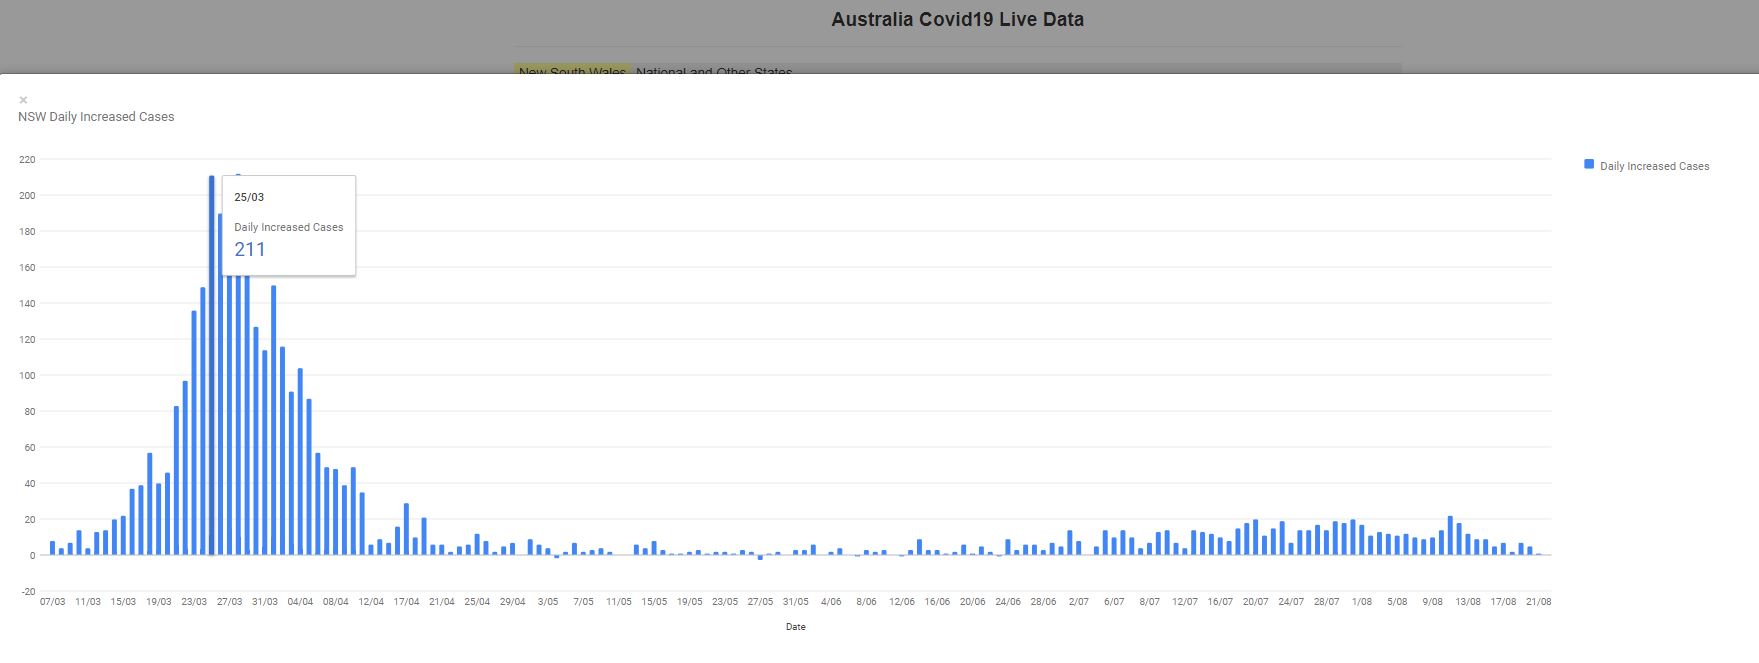 Australia Covid19 Live Data
New South Wales National and Other States
×
NSW Daily Increased Cases
220
200
180
160
140
120
100
80
60
40
20
0
-20
25/03
Daily Increased Cases
211
Daily Increased Cases
07/03 11/03 15/03 19/03 23/03 27/03 31/03 04/04 08/04 12/04 17/04 21/04 25/04 29/04 3/05 7/05 11/05 15/05 19/05 23/05 27/05 31/05 4/06 8/06 12/06 16/06 20/06 24/06 28/06 2/07 6/07 8/07 12/07 16/07 20/07 24/07 28/07 1/08 5/08 9/08 13/08 17/08 21/08
Date